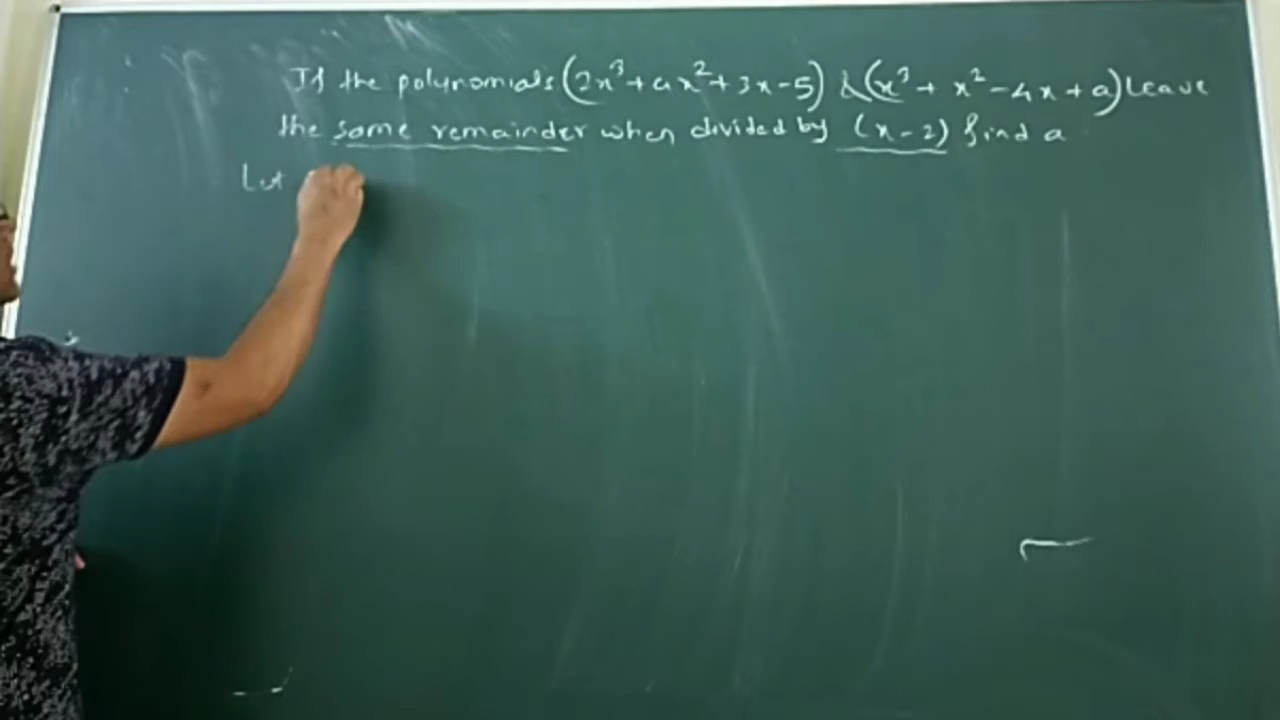 If the polynomials (2x³+ax²+3x-5) & (x³+x²-4x+a) Leave
the same remainder when divided by (x-2) find a
Let